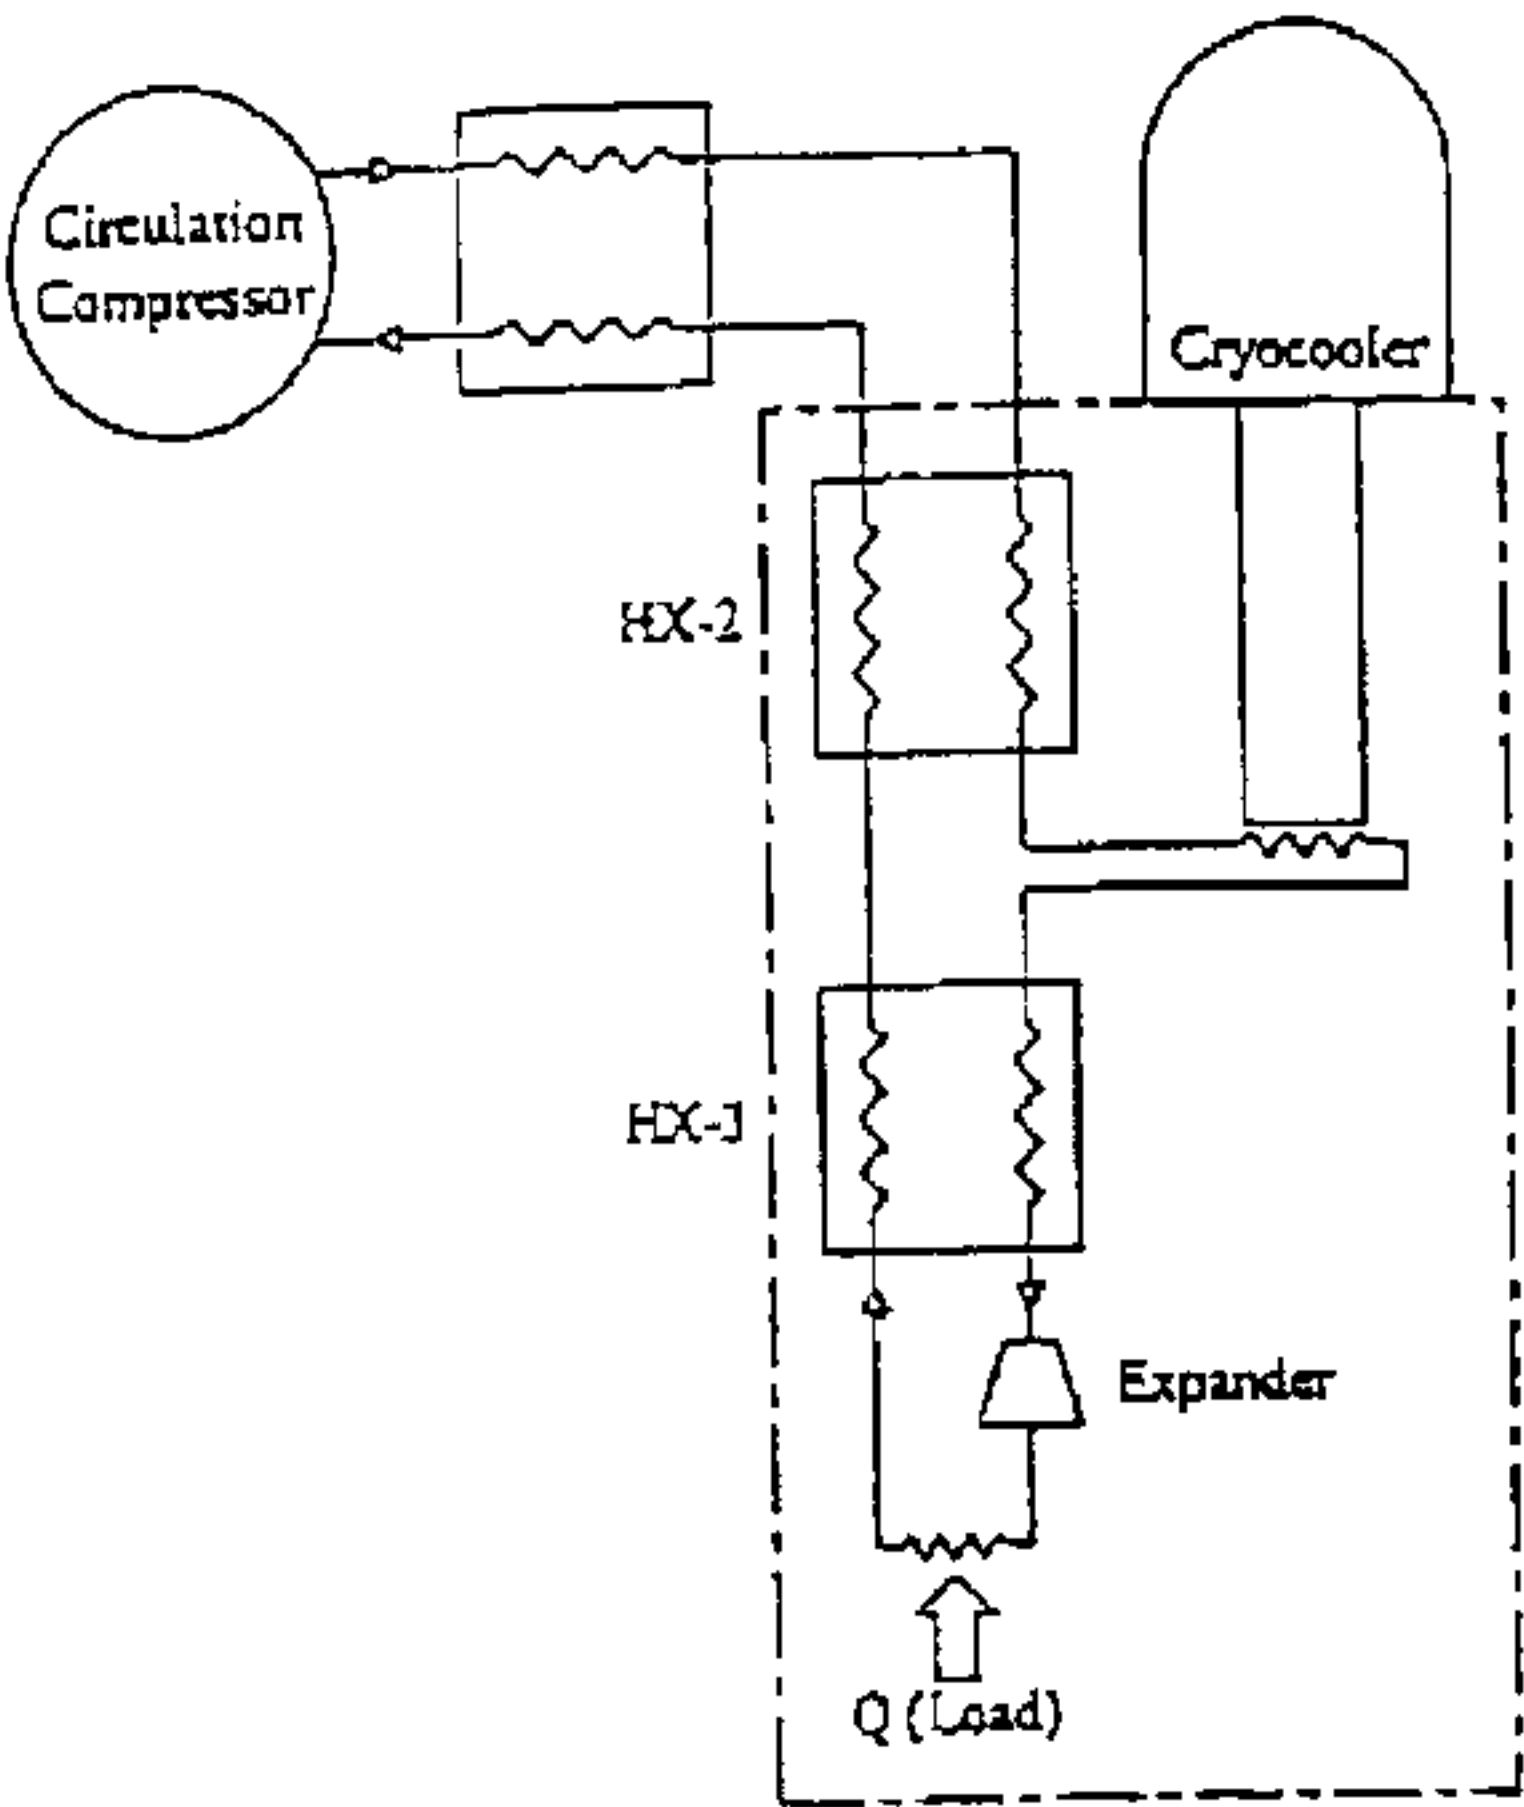 Circulation
Compressor
Cryocooler
HX-2
HX-1
Expander
Q (Load)